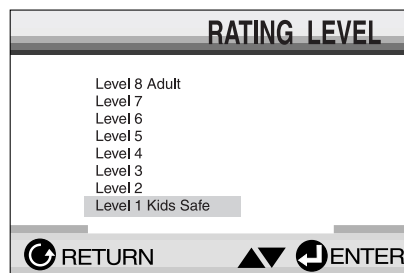 RATING LEVEL
Level 8 Adult
Level 7
Level 6
Level 5
Level 4
Level 3
Level 2
Level 1 Kids Safe
RETURN ENTER